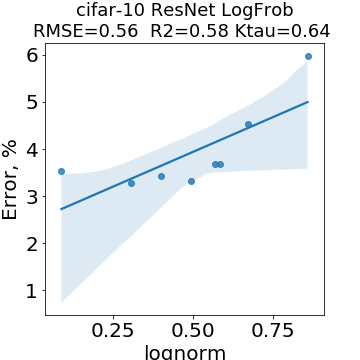 cifar-10 ResNet LogFrob
RMSE=0.56 R2=0.58 Ktau=0.64
Error, %
6
5
4
3
2
1
0.25 0.50 0.75
lognorm